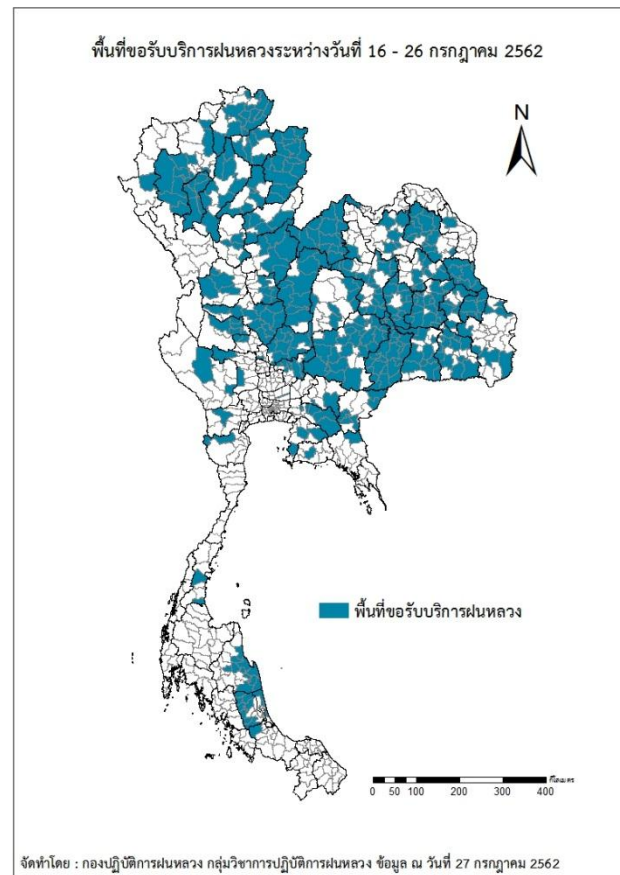 พื้นที่ขอรับบริการฝนหลวงระหว่างวันที่ 16 - 26 กรกฎาคม 2562
N
พื้นที่ขอรับบริการฝนหลวง
กิโลเมตร
0 50 100 200 300 400
จัดทำโดย : กองปฏิบัติการฝนหลวง กลุ่มวิชาการปฏิบัติการฝนหลวง ข้อมูล ณ วันที่ 27 กรกฎาคม 2562